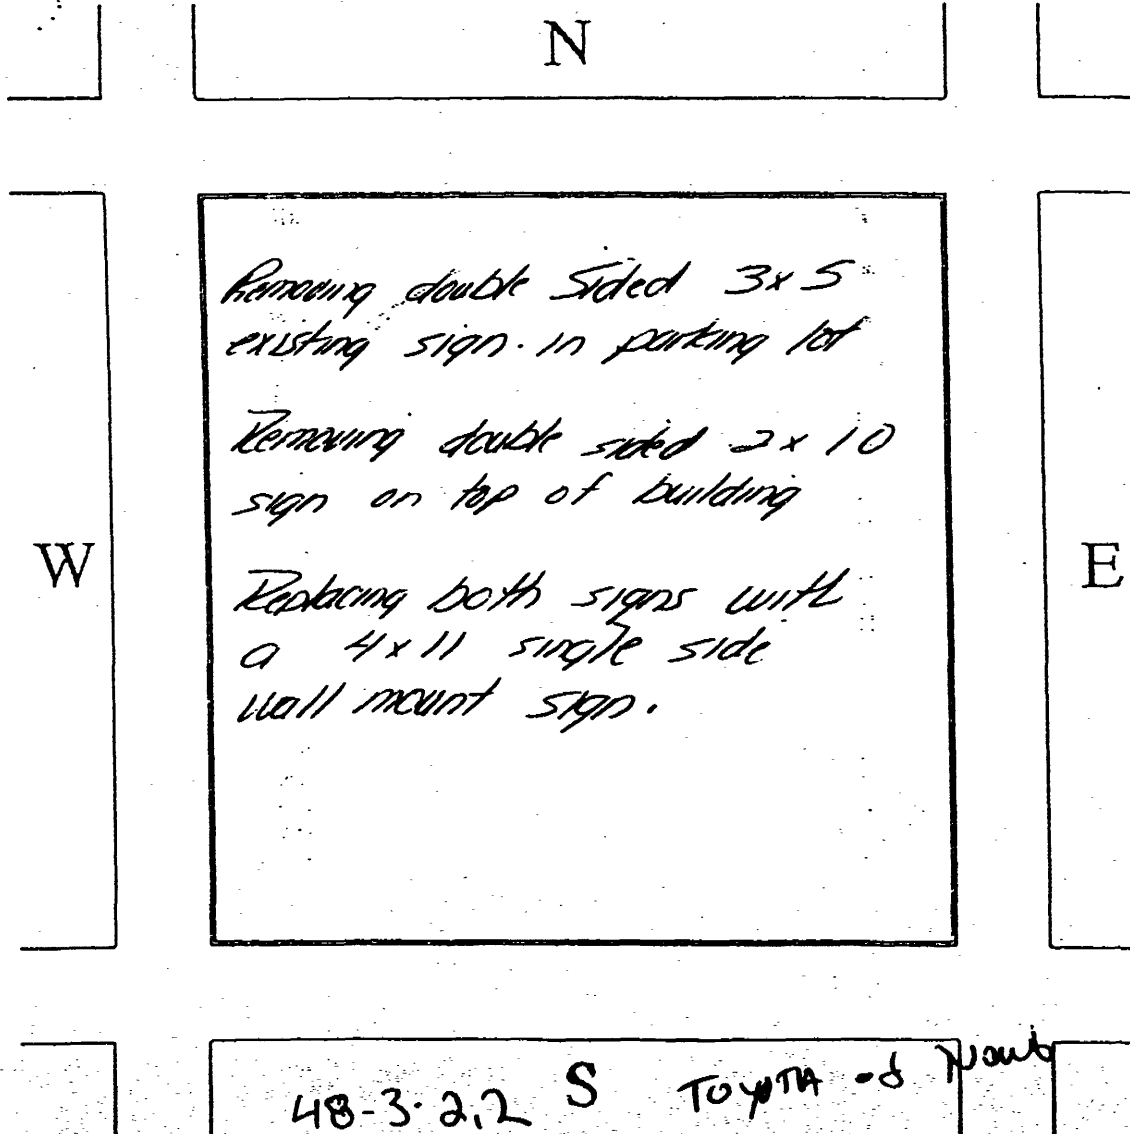 N
Removing double Sided 3x5
existing sign. in parking lot
Removing double sided 2x10
sign on top of building
W
E
Replacing both signs with
a 4x11 single side
wall mount sign.
S
48-3.2,2
TOYOTA of